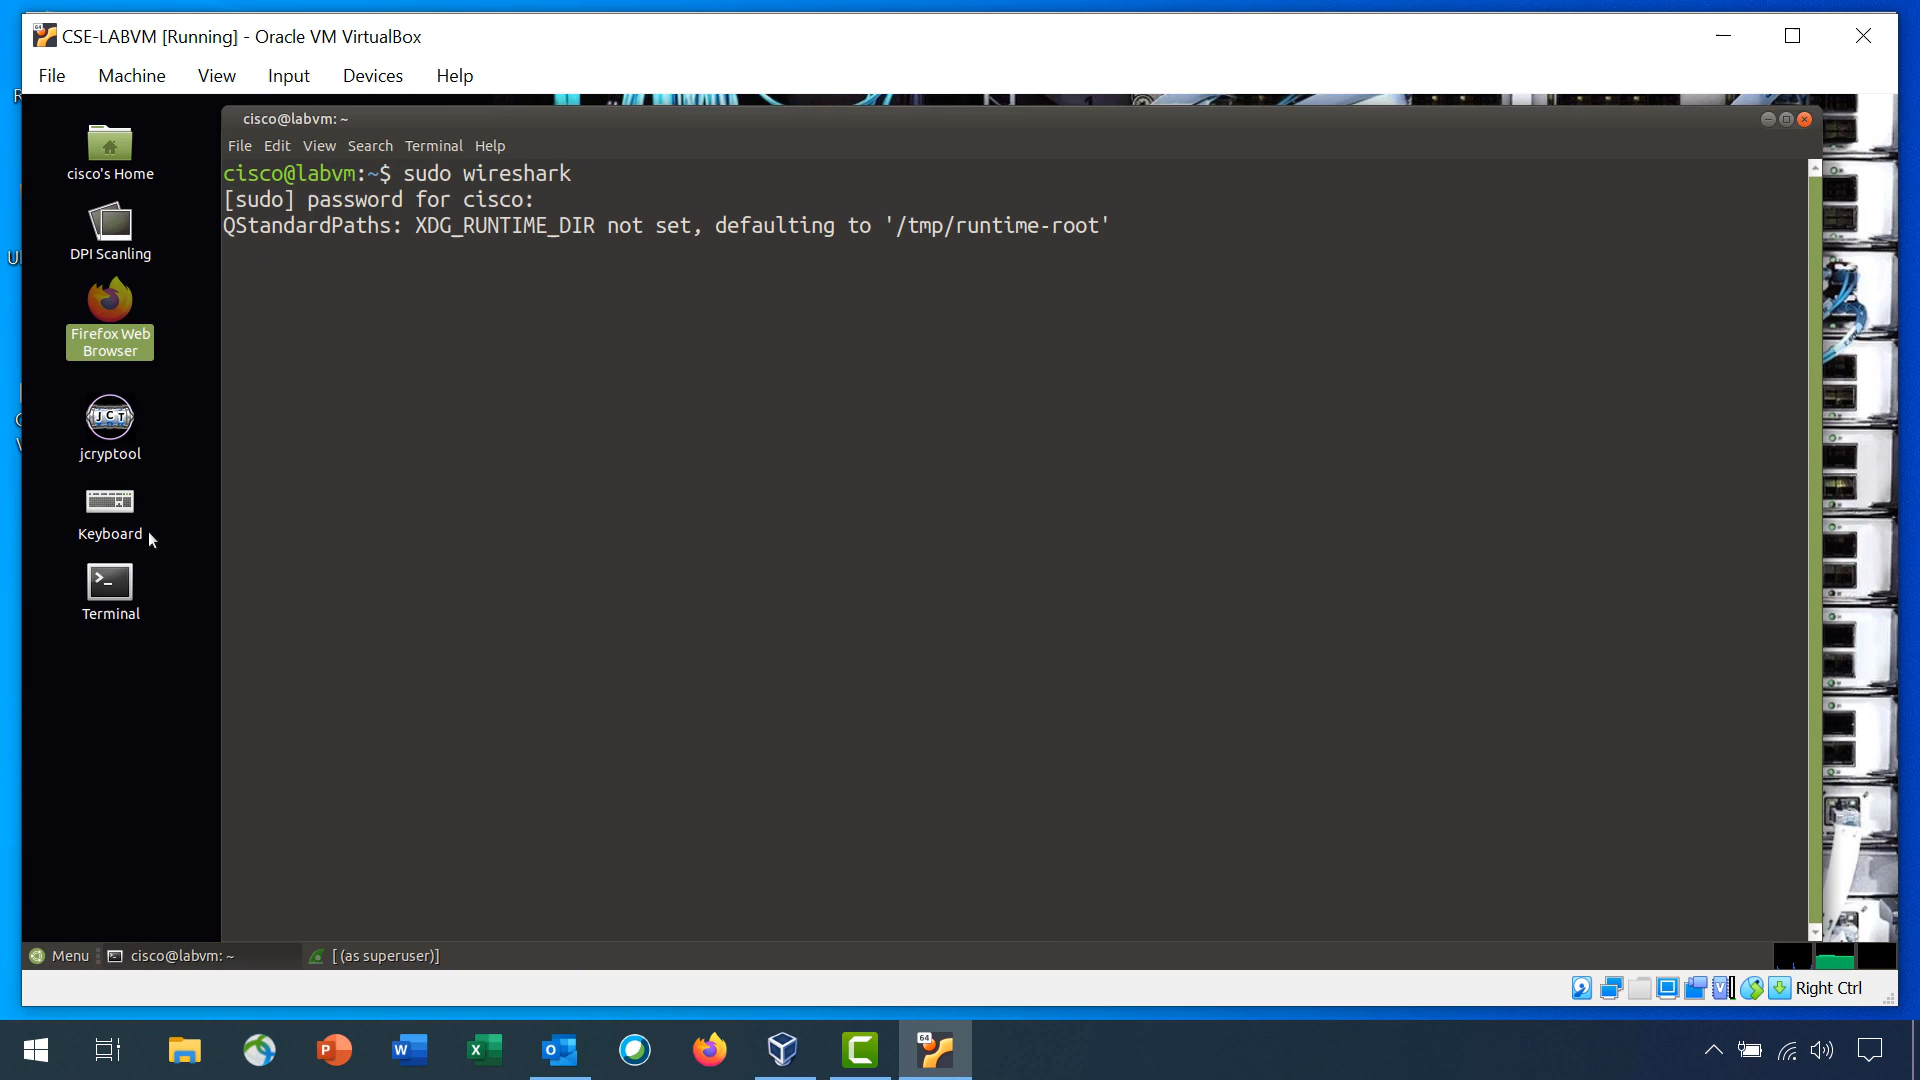 CSE-LABVM [Running] - Oracle VM VirtualBox
File Machine View Input Devices Help
cisco@labvm: ~
File Edit View Search Terminal Help
cisco@labvm:~$ sudo wireshark
[sudo] password for cisco:
QStandardPaths: XDG_RUNTIME_DIR not set, defaulting to '/tmp/runtime-root'
cisco's Home
DPI Scanling
Firefox Web
Browser
JCT
jcryptool
Keyboard
>_
Terminal
Menu cisco@labvm: ~ [ (as superuser)]
Right Ctrl
64